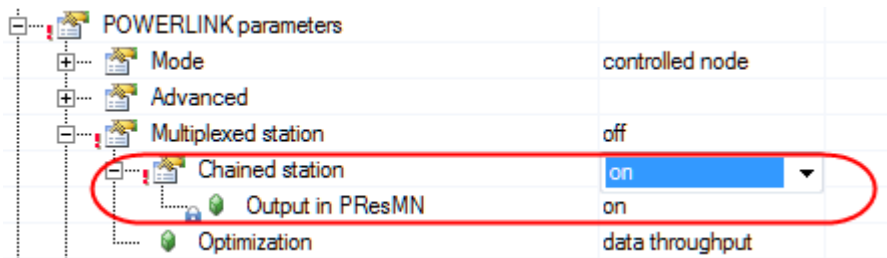 POWERLINK parameters
Mode controlled node
Advanced
Multiplexed station off
Chained station on
Output in PResMN on
Optimization data throughput